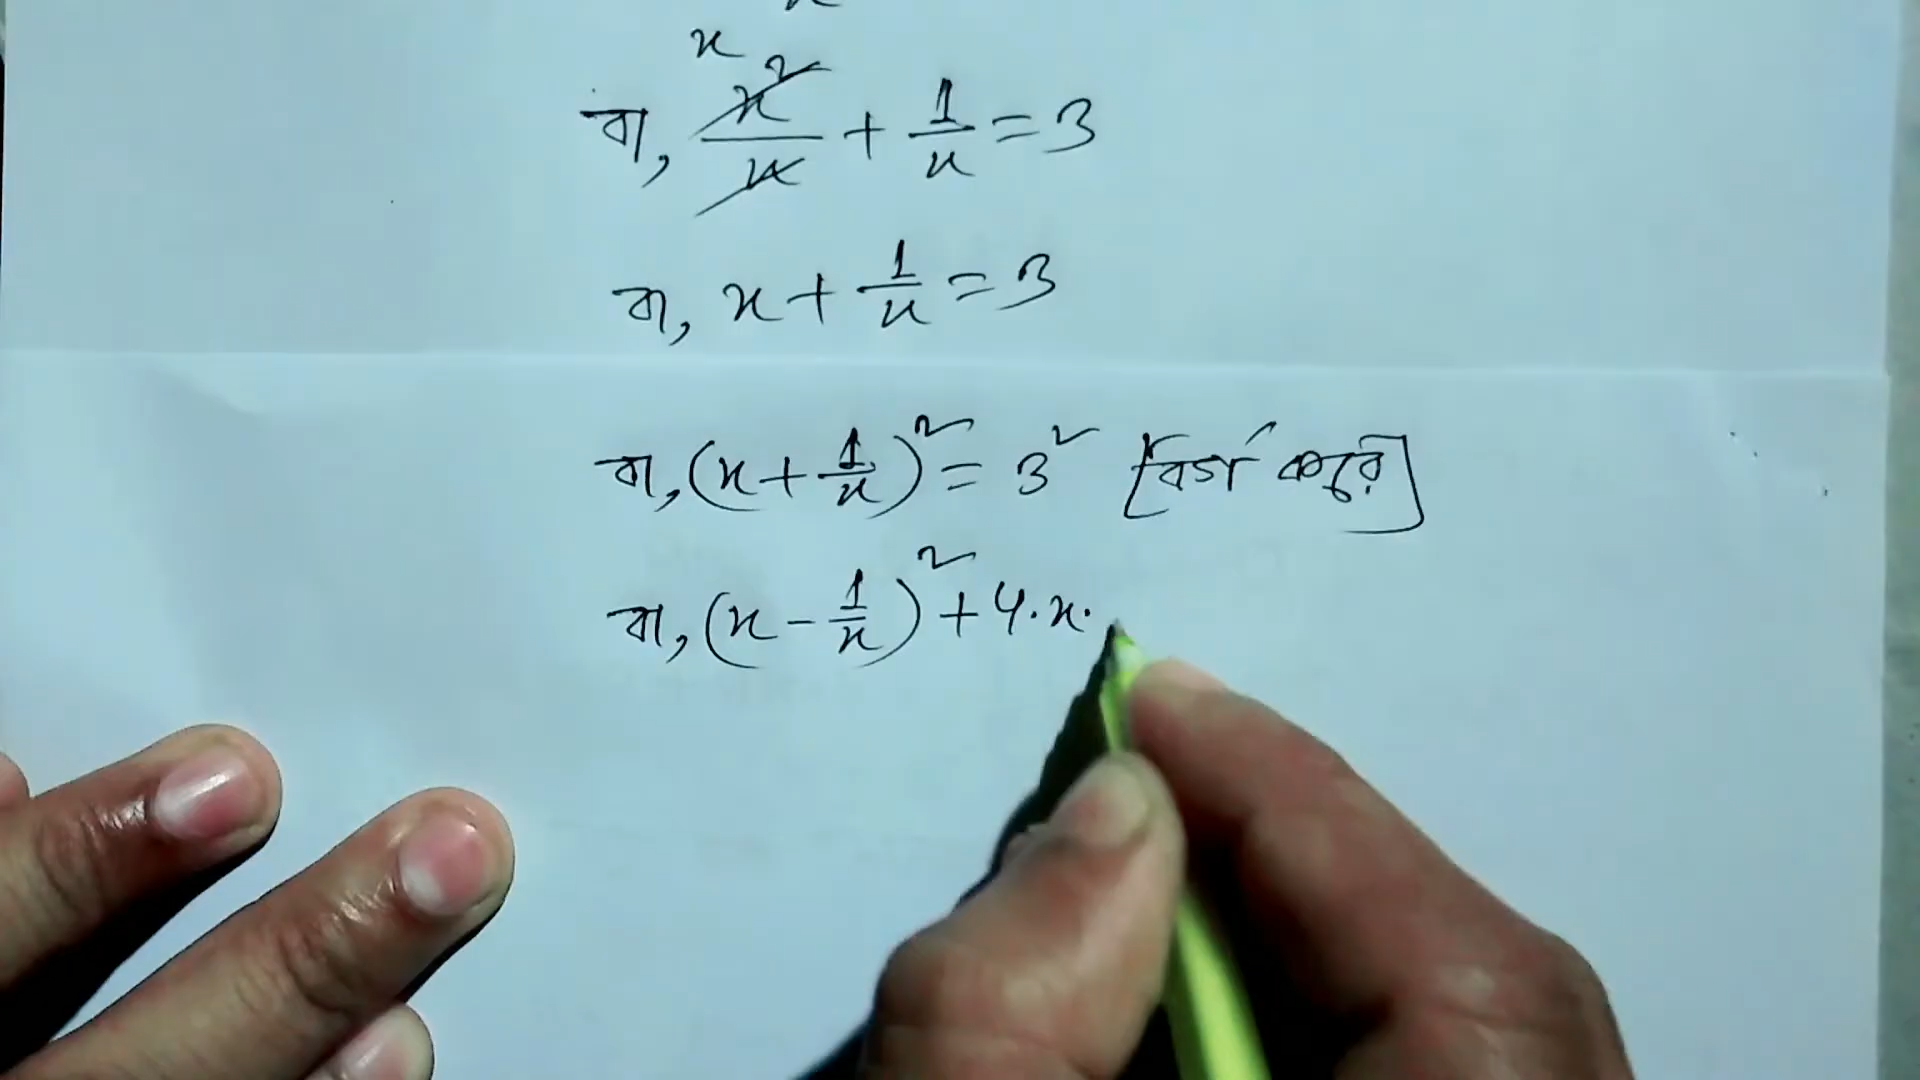 x
বা, x²/x + 1/x = 3
বা, x + 1/x = 3
বা, (x + 1/x)² = 3² [বর্গ করে]
বা, (x - 1/x)² + 4·x·